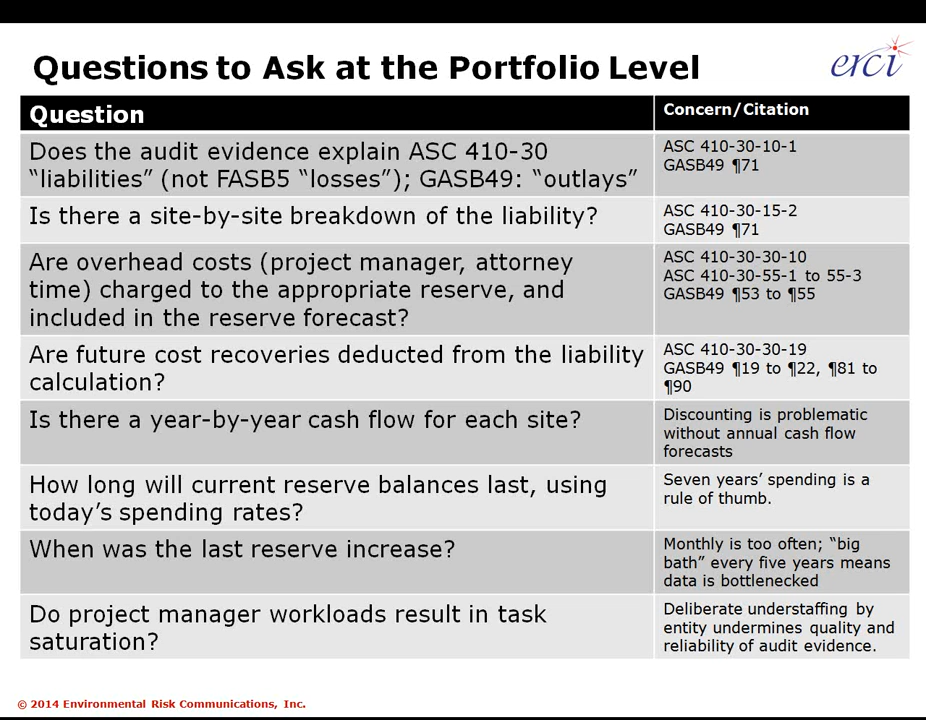 Questions to Ask at the Portfolio Level
erci
Question
Concern/Citation
Does the audit evidence explain ASC 410-30
“liabilities” (not FASB5 “losses”); GASB49: “outlays”
ASC 410-30-10-1
GASB49 ¶71
Is there a site-by-site breakdown of the liability?
ASC 410-30-15-2
GASB49 ¶71
Are overhead costs (project manager, attorney
time) charged to the appropriate reserve, and
included in the reserve forecast?
ASC 410-30-30-10
ASC 410-30-55-1 to 55-3
GASB49 ¶53 to ¶55
Are future cost recoveries deducted from the liability
calculation?
ASC 410-30-30-19
GASB49 ¶19 to ¶22, ¶81 to
¶90
Is there a year-by-year cash flow for each site?
Discounting is problematic
without annual cash flow
forecasts
How long will current reserve balances last, using
today’s spending rates?
Seven years’ spending is a
rule of thumb.
When was the last reserve increase?
Monthly is too often; “big
bath” every five years means
data is bottlenecked
Do project manager workloads result in task
saturation?
Deliberate understaffing by
entity undermines quality and
reliability of audit evidence.
© 2014 Environmental Risk Communications, Inc.